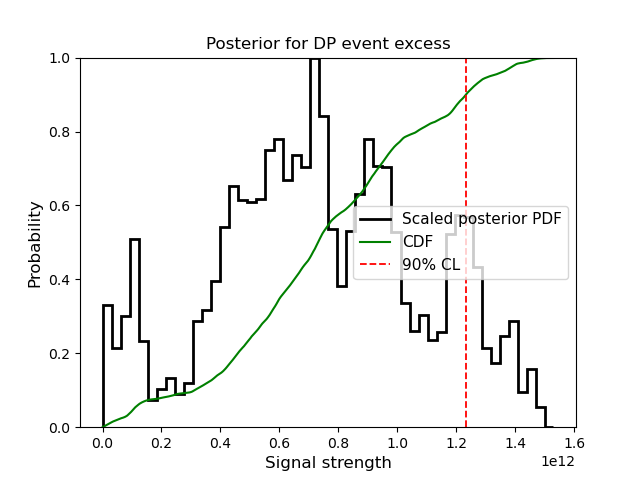 Posterior for DP event excess
1.0
0.8
0.6
0.4
0.2
0.0
Probability
Scaled posterior PDF
CDF
90% CL
0.0 0.2 0.4 0.6 0.8 1.0 1.2 1.4 1.6
1e12
Signal strength